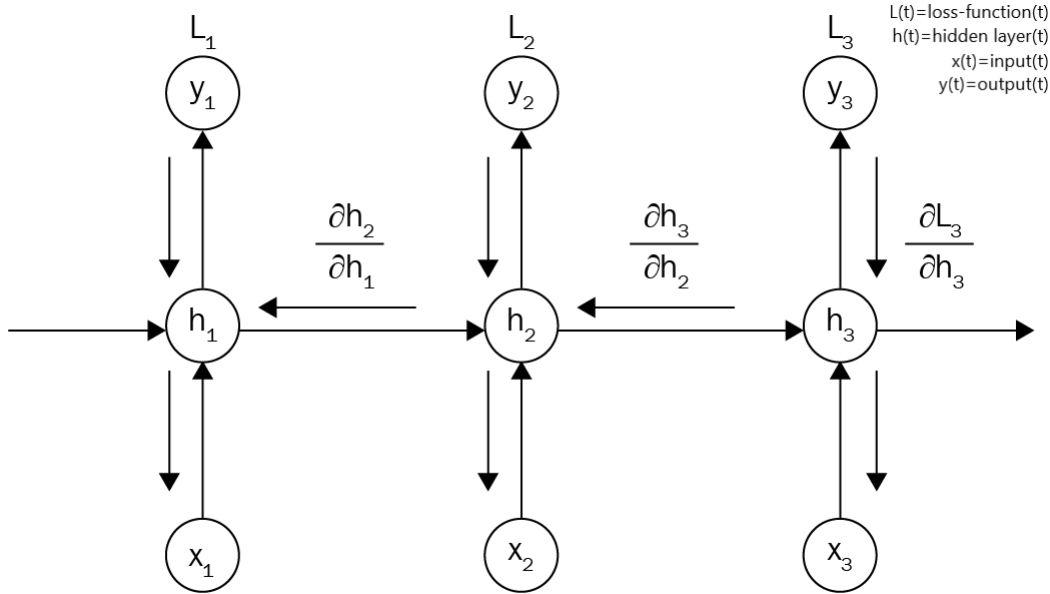 L₁
L₂
L₃
L(t)=loss-function(t)
h(t)=hidden layer(t)
x(t)=input(t)
y(t)=output(t)
y₁
y₂
y₃
∂h₂
∂h₁
∂h₃
∂h₂
∂L₃
∂h₃
h₁
h₂
h₃
x₁
x₂
x₃